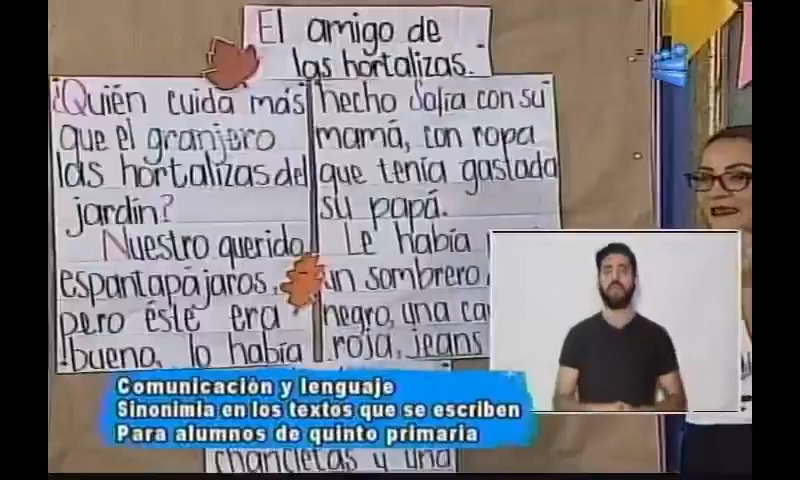 El amigo de
las hortalizas.
¿Quién cuida más
que el granjero
las hortalizas del
jardín?
Nuestro querido
espantapájaros,
pero éste era
bueno, lo había
hecho Sofía con su
mamá, con ropa
que tenía gastada
su papá.
Le había
un sombrero
negro, una
roja, jeans
chancletas y una
Comunicación y lenguaje
Sinonimia en los textos que se escriben
Para alumnos de quinto primaria